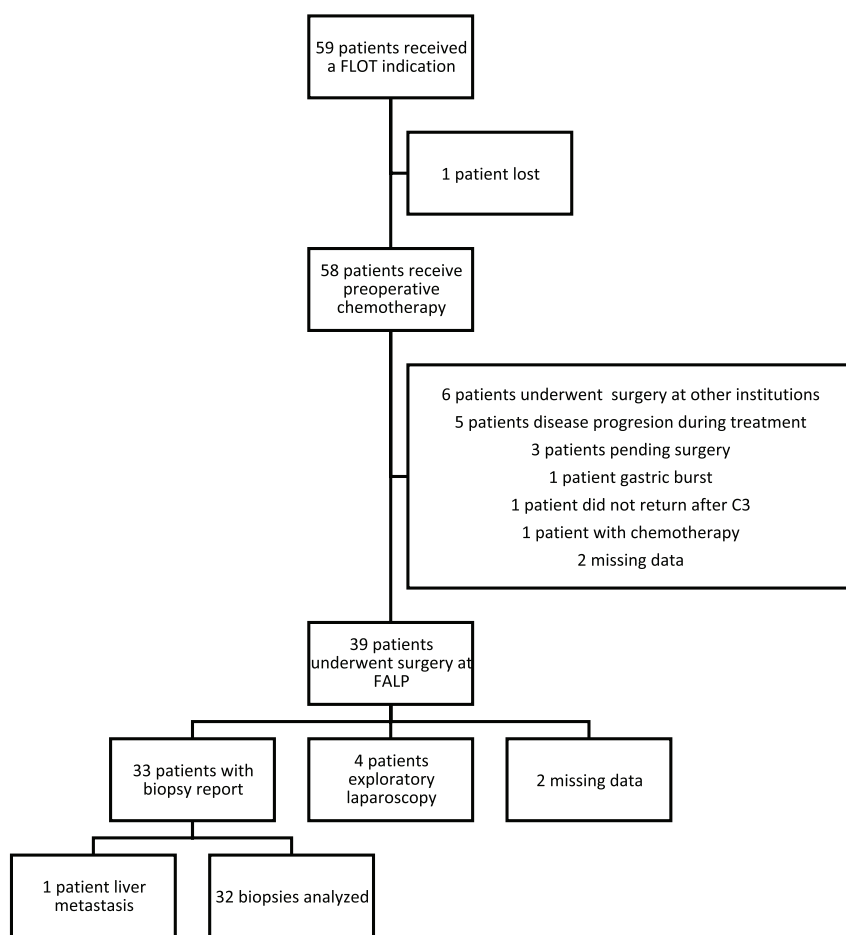 59 patients received
a FLOT indication
1 patient lost
58 patients receive
preoperative
chemotherapy
6 patients underwent  surgery at other institutions
5 patients disease progresion during treatment
3 patients pending surgery
1 patient gastric burst
1 patient did not return after C3
1 patient with chemotherapy
2 missing data
39 patients
underwent surgery at
FALP
33 patients with
biopsy report
4 patients
exploratory
laparoscopy
2 missing data
1 patient liver
metastasis
32 biopsies analyzed